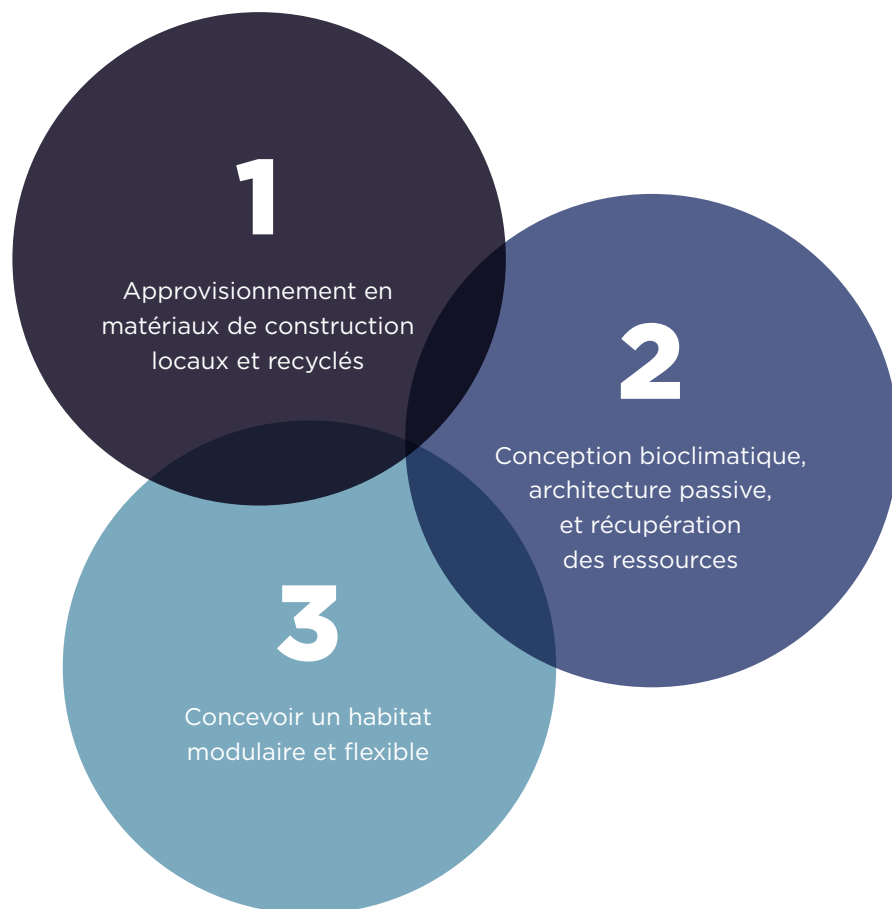 1
Approvisionnement en
matériaux de construction
locaux et recyclés
2
Conception bioclimatique,
architecture passive,
et récupération
des ressources
3
Concevoir un habitat
modulaire et flexible